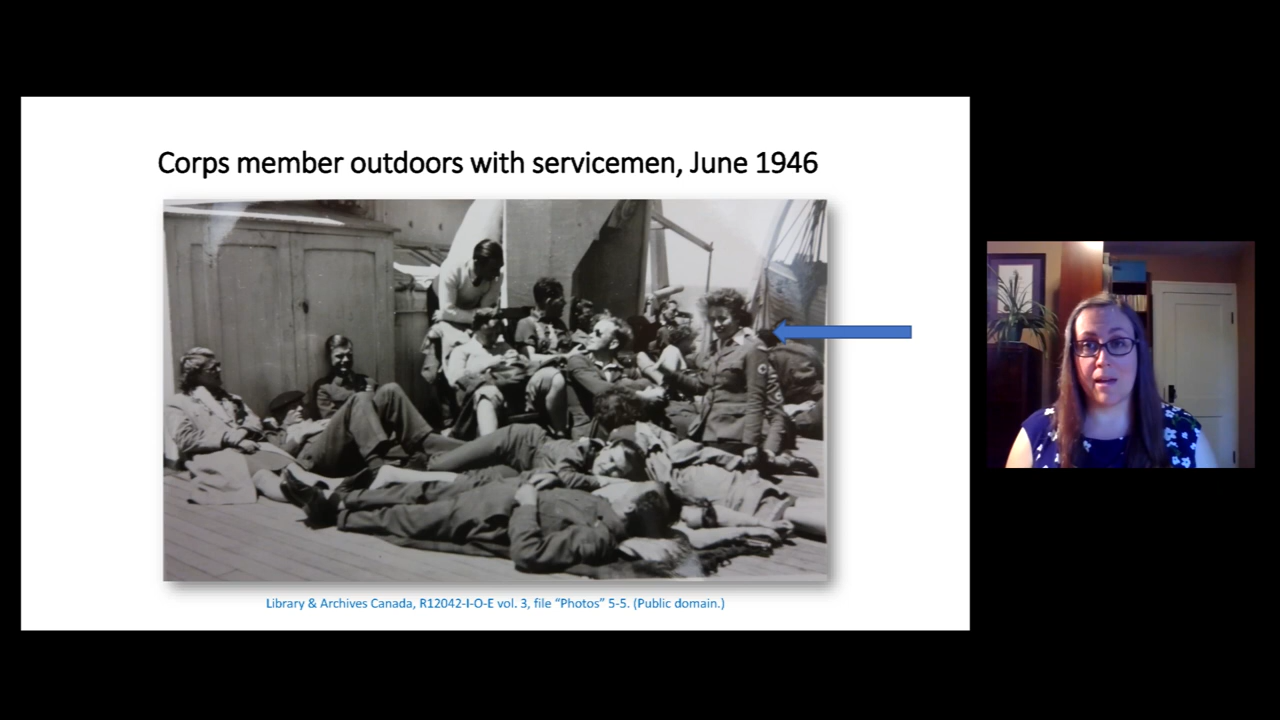 Corps member outdoors with servicemen, June 1946
Library & Archives Canada, R12042-I-O-E vol. 3, file “Photos” 5-5. (Public domain.)